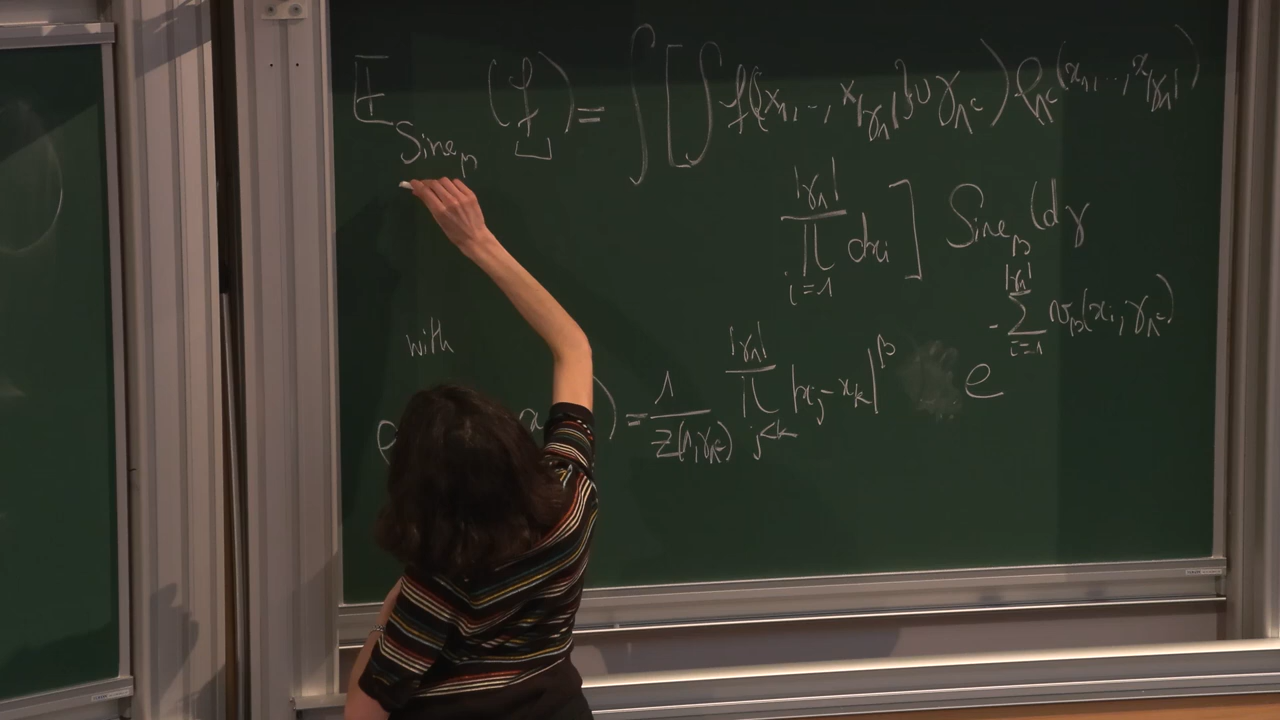 E_{Sine_β} (f) = ∫ [ ∫ f({x_1, .., x_{|γ_Λ|}} ∪ γ_{Λ^c}) ρ_{Λ^c}(x_1, .., x_{|γ_Λ|})
∏_{i=1}^{|γ_Λ|} dx_i ] Sine_β (dγ
with
ρ ) = 1/Z(Λ, γ_{Λ^c}) ∏_{j<k}^{|γ_Λ|} |x_j - x_k|^β e^{-∑_{i=1}^{|γ_Λ|} w_β(x_i, γ_{Λ^c})}